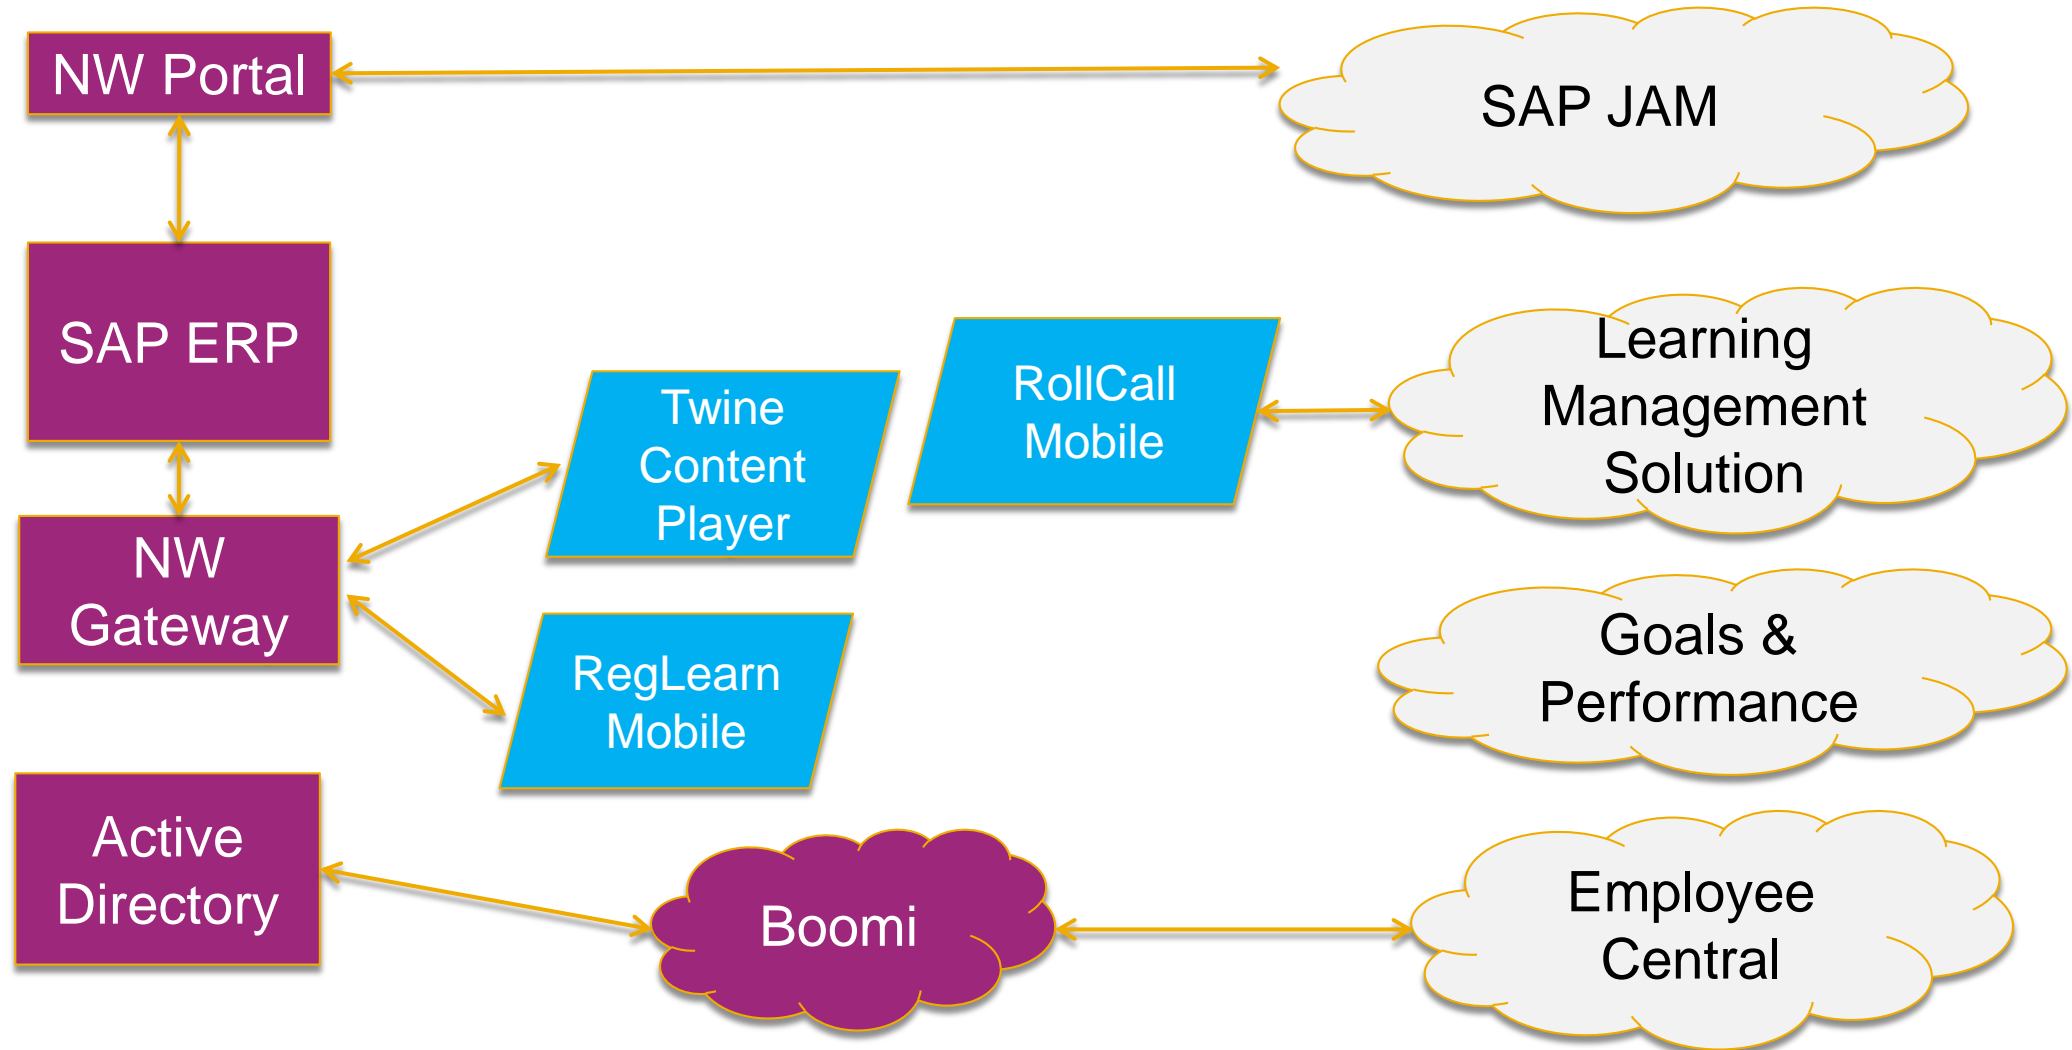 NW Portal
SAP JAM
SAP ERP
Learning
Management
Solution
RollCall
Mobile
Twine
Content
Player
NW
Gateway
Goals &
Performance
RegLearn
Mobile
Active
Directory
Boomi
Employee
Central